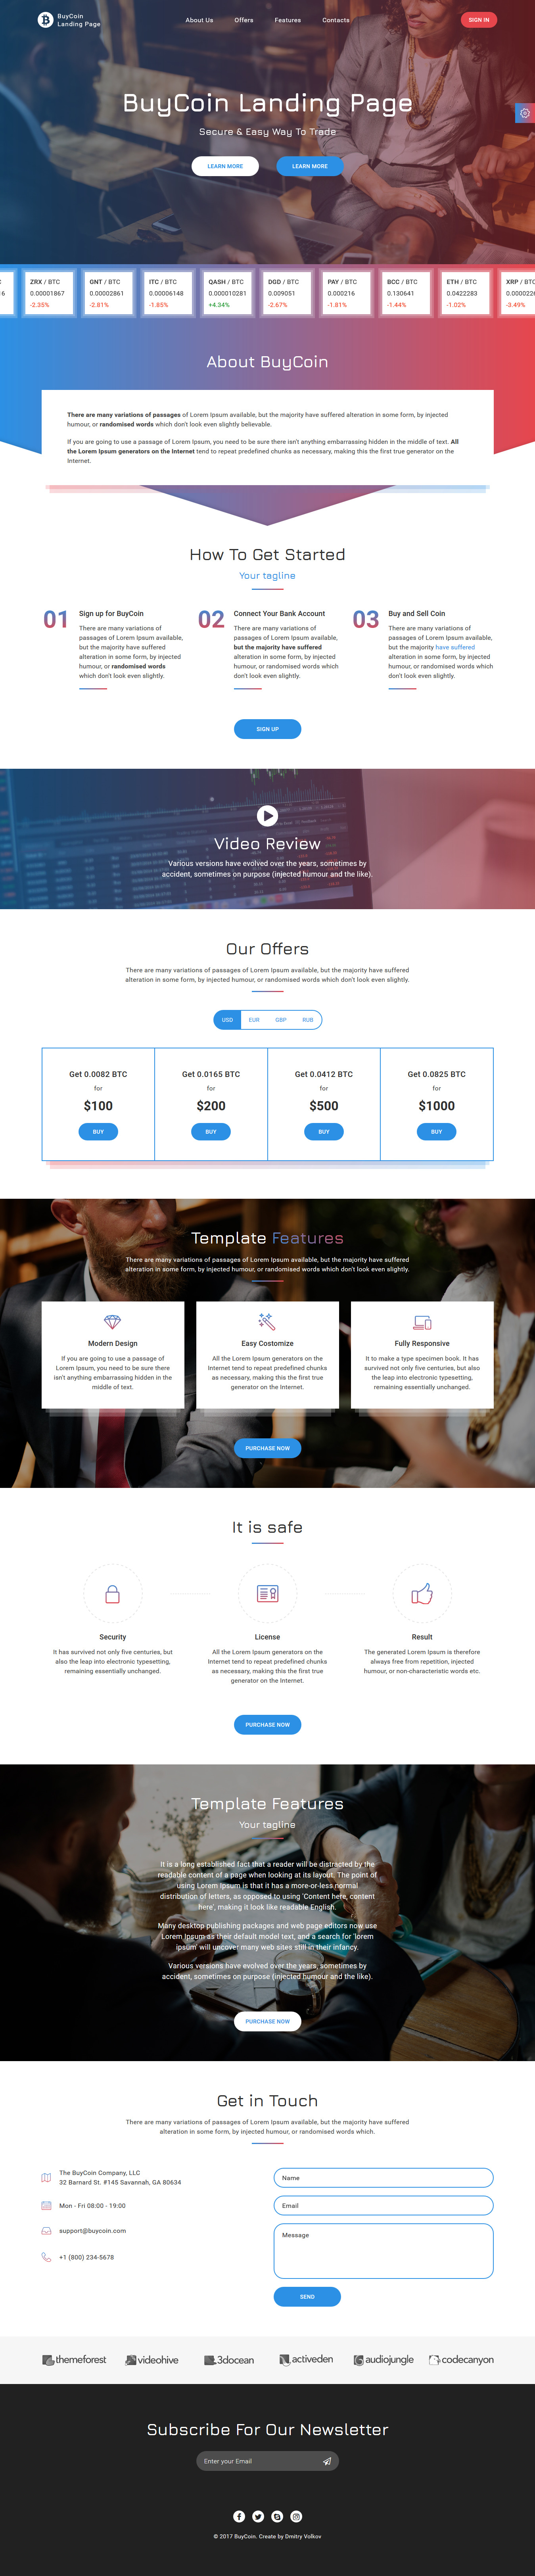 BuyCoin
Landing Page
About Us
Offers
Features
Contacts
SIGN IN
BuyCoin Landing Page
Secure & Easy Way To Trade
LEARN MORE
LEARN MORE
ZRX / BTC
0.00001867
-2.35%
GNT / BTC
0.00002861
-2.81%
ITC / BTC
0.00006148
-1.85%
QASH / BTC
0.000010281
+4.34%
DGD / BTC
0.009051
-2.67%
PAY / BTC
0.000216
-1.81%
BCC / BTC
0.130641
-1.44%
ETH / BTC
0.0422283
-1.02%
XRP / BTC
-3.49%
About BuyCoin
There are many variations of passages of Lorem Ipsum available, but the majority have suffered alteration in some form, by injected
humour, or randomised words which don't look even slightly believable.
If you are going to use a passage of Lorem Ipsum, you need to be sure there isn't anything embarrassing hidden in the middle of text. All
the Lorem Ipsum generators on the Internet tend to repeat predefined chunks as necessary, making this the first true generator on the
Internet.
How To Get Started
Your tagline
01
Sign up for BuyCoin
There are many variations of
passages of Lorem Ipsum available,
but the majority have suffered
alteration in some form, by injected
humour, or randomised words
which don't look even slightly.
02
Connect Your Bank Account
There are many variations of
passages of Lorem Ipsum available,
but the majority have suffered
alteration in some form, by injected
humour, or randomised words which
don't look even slightly.
03
Buy and Sell Coin
There are many variations of
passages of Lorem Ipsum available,
but the majority have suffered
alteration in some form, by injected
humour, or randomised words which
don't look even slightly.
SIGN UP
Video Review
Various versions have evolved over the years, sometimes by
accident, sometimes on purpose (injected humour and the like).
Our Offers
There are many variations of passages of Lorem Ipsum available, but the majority have suffered
alteration in some form, by injected humour, or randomised words which don't look even slightly.
USD
EUR
GBP
RUB
Get 0.0082 BTC
for
$100
BUY
Get 0.0165 BTC
for
$200
BUY
Get 0.0412 BTC
for
$500
BUY
Get 0.0825 BTC
for
$1000
BUY
Template Features
There are many variations of passages of Lorem Ipsum available, but the majority have suffered
alteration in some form, by injected humour, or randomised words which don't look even slightly.
Modern Design
If you are going to use a passage of
Lorem Ipsum, you need to be sure there
isn't anything embarrassing hidden in the
middle of text.
Easy Costomize
All the Lorem Ipsum generators on the
Internet tend to repeat predefined chunks
as necessary, making this the first true
generator on the Internet.
Fully Responsive
It to make a type specimen book. It has
survived not only five centuries, but also
the leap into electronic typesetting,
remaining essentially unchanged.
PURCHASE NOW
It is safe
Security
It has survived not only five centuries, but
also the leap into electronic typesetting,
remaining essentially unchanged.
License
All the Lorem Ipsum generators on the
Internet tend to repeat predefined chunks
as necessary, making this the first true
generator on the Internet.
Result
The generated Lorem Ipsum is therefore
always free from repetition, injected
humour, or non-characteristic words etc.
PURCHASE NOW
Template Features
Your tagline
It is a long established fact that a reader will be distracted by the
readable content of a page when looking at its layout. The point of
using Lorem Ipsum is that it has a more-or-less normal
distribution of letters, as opposed to using 'Content here, content
here', making it look like readable English.
Many desktop publishing packages and web page editors now use
Lorem Ipsum as their default model text, and a search for 'lorem
ipsum' will uncover many web sites still in their infancy.
Various versions have evolved over the years, sometimes by
accident, sometimes on purpose (injected humour and the like).
PURCHASE NOW
Get in Touch
There are many variations of passages of Lorem Ipsum available, but the majority have suffered
alteration in some form, by injected humour, or randomised words which.
The BuyCoin Company, LLC
32 Barnard St. #145 Savannah, GA 80634
Mon - Fri 08:00 - 19:00
support@buycoin.com
+1 (800) 234-5678
Name
Email
Message
SEND
themeforest
videohive
3docean
activeden
audiojungle
codecanyon
Subscribe For Our Newsletter
Enter your Email
© 2017 BuyCoin. Create by Dmitry Volkov